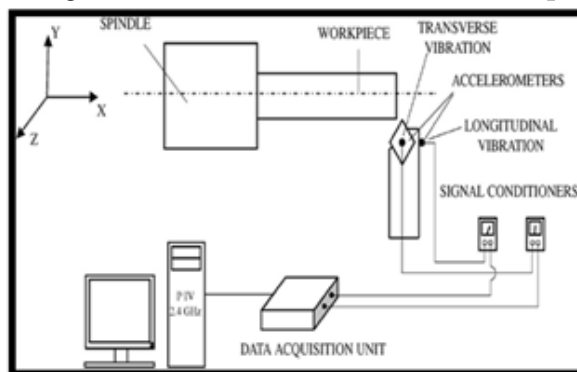 SPINDLE
WORKPIECE
TRANSVERSE
VIBRATION
ACCELEROMETERS
Y
X
Z
LONGITUDINAL
VIBRATION
SIGNAL CONDITIONERS
P IV
2.4 GHz
DATA ACQUISITION UNIT